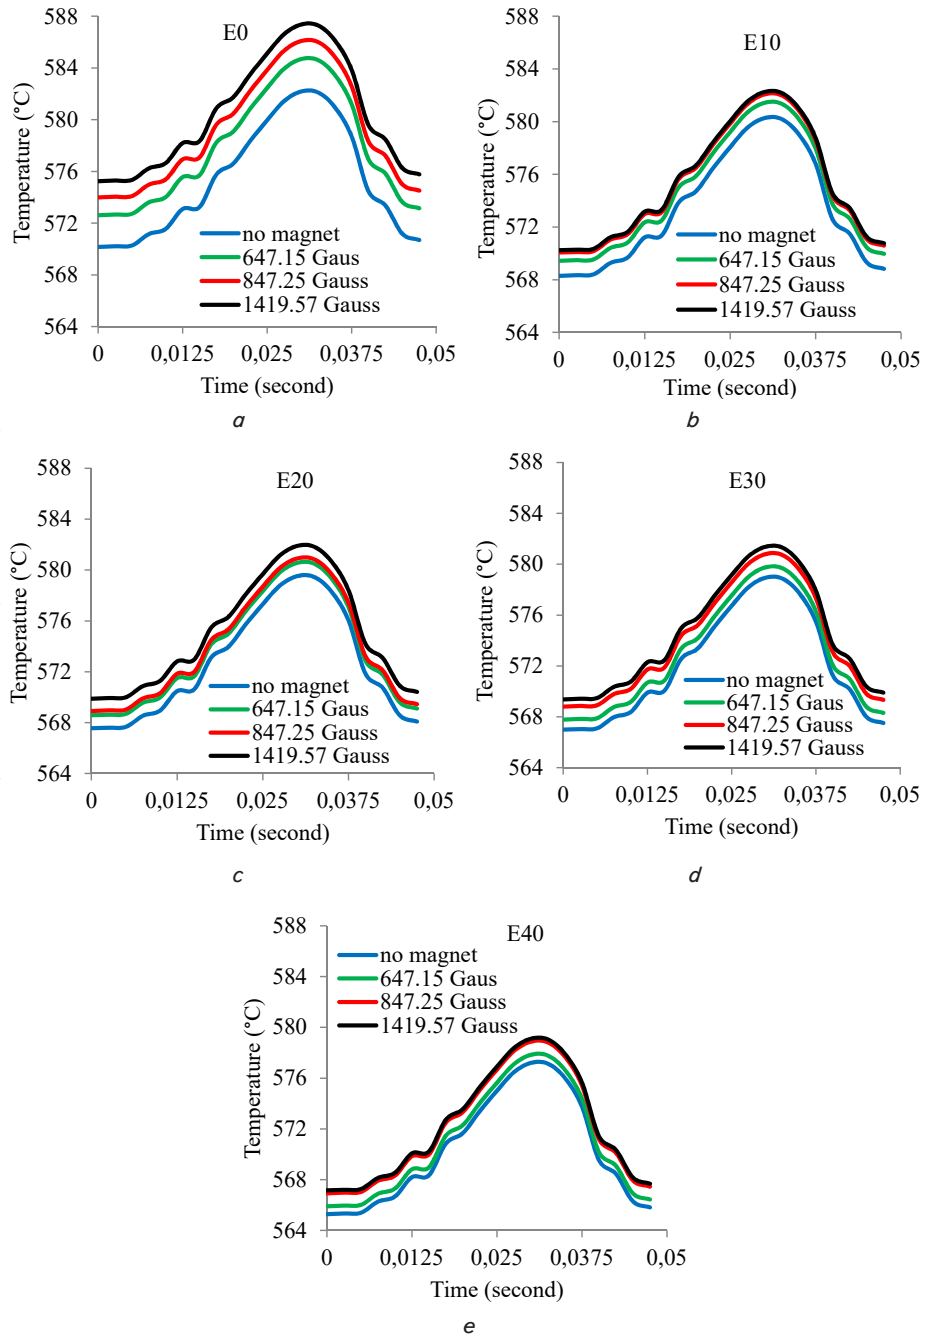 E0
588
584
580
576
572
568
564
Temperature (°C)
no magnet
647.15 Gaus
847.25 Gauss
1419.57 Gauss
0 0,0125 0,025 0,0375 0,05
Time (second)
a
E10
588
584
580
576
572
568
564
Temperature (°C)
no magnet
647.15 Gaus
847.25 Gauss
1419.57 Gauss
0 0,0125 0,025 0,0375 0,05
Time (second)
b
E20
588
584
580
576
572
568
564
Temperature (°C)
no magnet
647.15 Gaus
847.25 Gauss
1419.57 Gauss
0 0,0125 0,025 0,0375 0,05
Time (second)
c
E30
588
584
580
576
572
568
564
Temperature (°C)
no magnet
647.15 Gaus
847.25 Gauss
1419.57 Gauss
0 0,0125 0,025 0,0375 0,05
Time (second)
d
E40
588
584
580
576
572
568
564
Temperature (°C)
no magnet
647.15 Gaus
847.25 Gauss
1419.57 Gauss
0 0,0125 0,025 0,0375 0,05
Time (second)
e